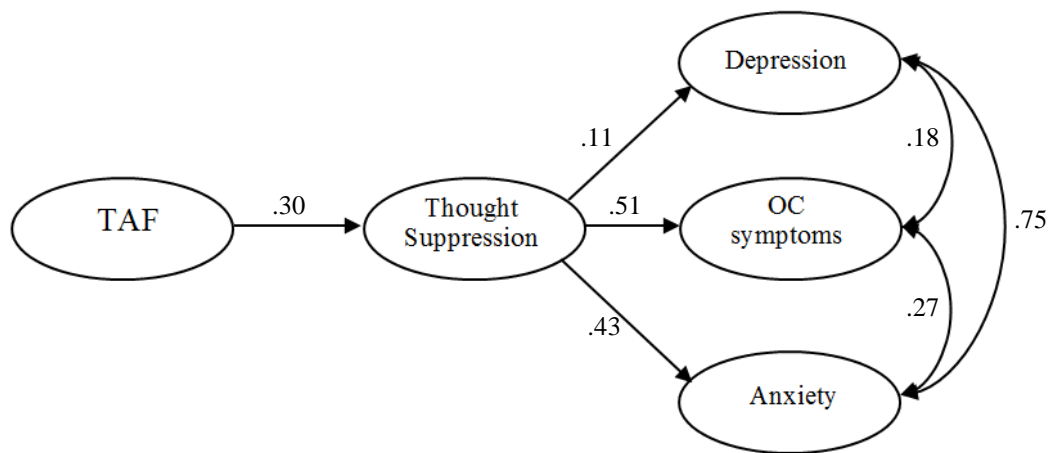 Depression
.11
.18
TAF
.30
Thought
Suppression
.51
OC
symptoms
.75
.43
.27
Anxiety